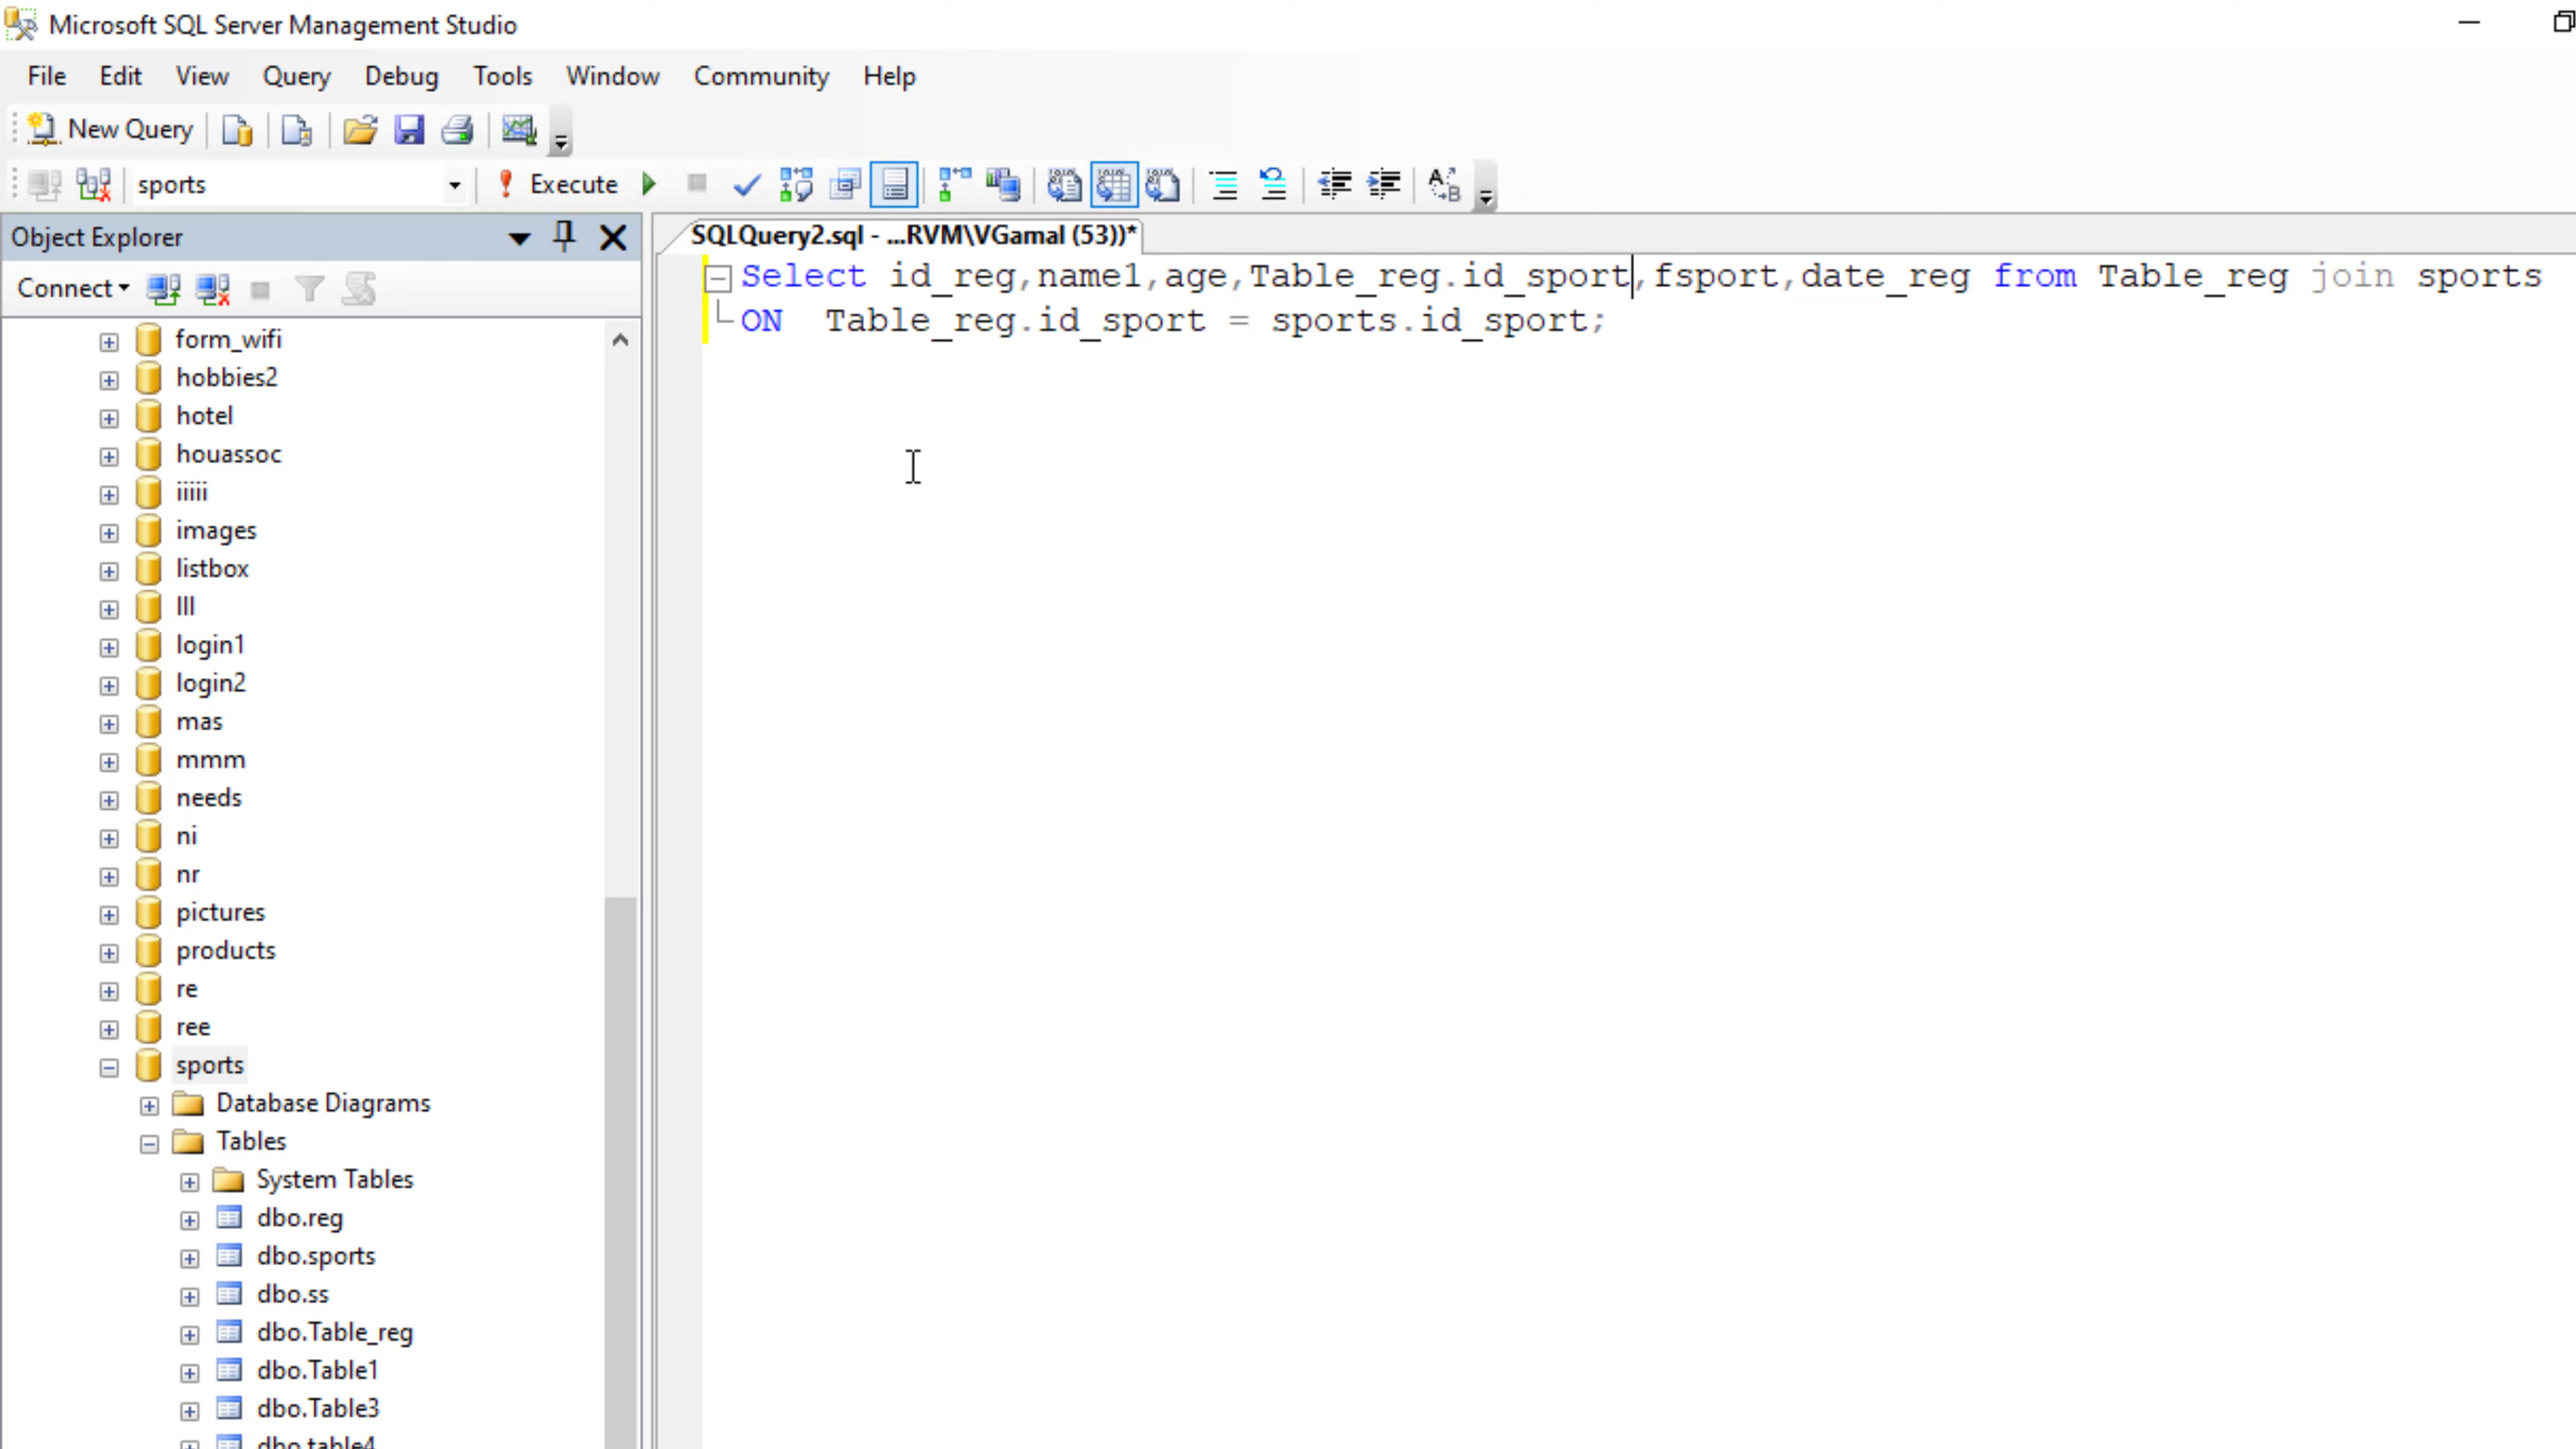 Microsoft SQL Server Management Studio
File Edit View Query Debug Tools Window Community Help
New Query
sports Execute
Object Explorer
Connect
form_wifi
hobbies2
hotel
houassoc
iiiii
images
listbox
lll
login1
login2
mas
mmm
needs
ni
nr
pictures
products
re
ree
sports
Database Diagrams
Tables
System Tables
dbo.reg
dbo.sports
dbo.ss
dbo.Table_reg
dbo.Table1
dbo.Table3
dbo.table4
SQLQuery2.sql - ...RVM\VGamal (53))*
Select id_reg,name1,age,Table_reg.id_sport,fsport,date_reg from Table_reg join sports
ON Table_reg.id_sport = sports.id_sport;